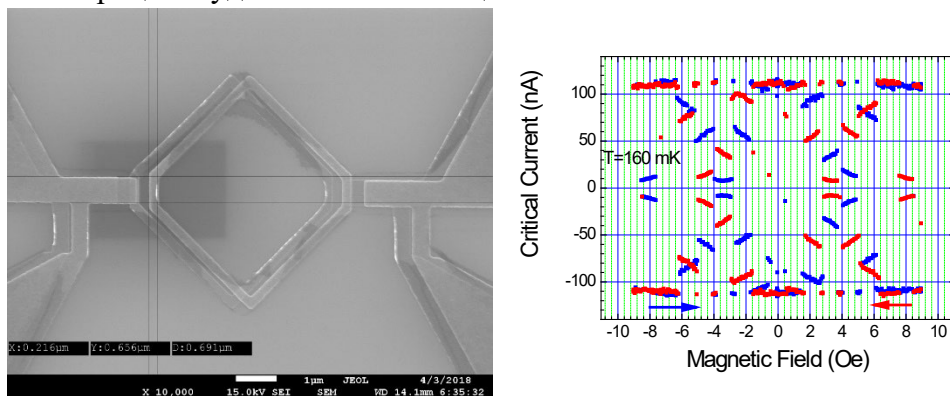 X:0.216μm Y:0.656μm D:0.691μm
1μm JEOL 4/3/2018
X 10,000 15.0kV SEI SEM WD 14.1mm 6:35:32
Critical Current (nA)
100
50
0
-50
-100
T=160 mK
-10 -8 -6 -4 -2 0 2 4 6 8 10
Magnetic Field (Oe)